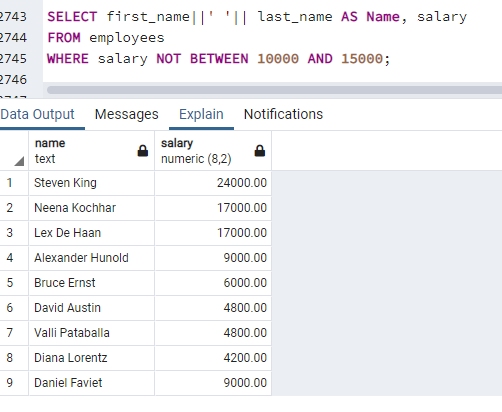 2743 SELECT first_name||' '|| last_name AS Name, salary
2744 FROM employees
2745 WHERE salary NOT BETWEEN 10000 AND 15000;
2746
Data Output Messages Explain Notifications
name salary
text numeric (8,2)
1 Steven King 24000.00
2 Neena Kochhar 17000.00
3 Lex De Haan 17000.00
4 Alexander Hunold 9000.00
5 Bruce Ernst 6000.00
6 David Austin 4800.00
7 Valli Pataballa 4800.00
8 Diana Lorentz 4200.00
9 Daniel Faviet 9000.00